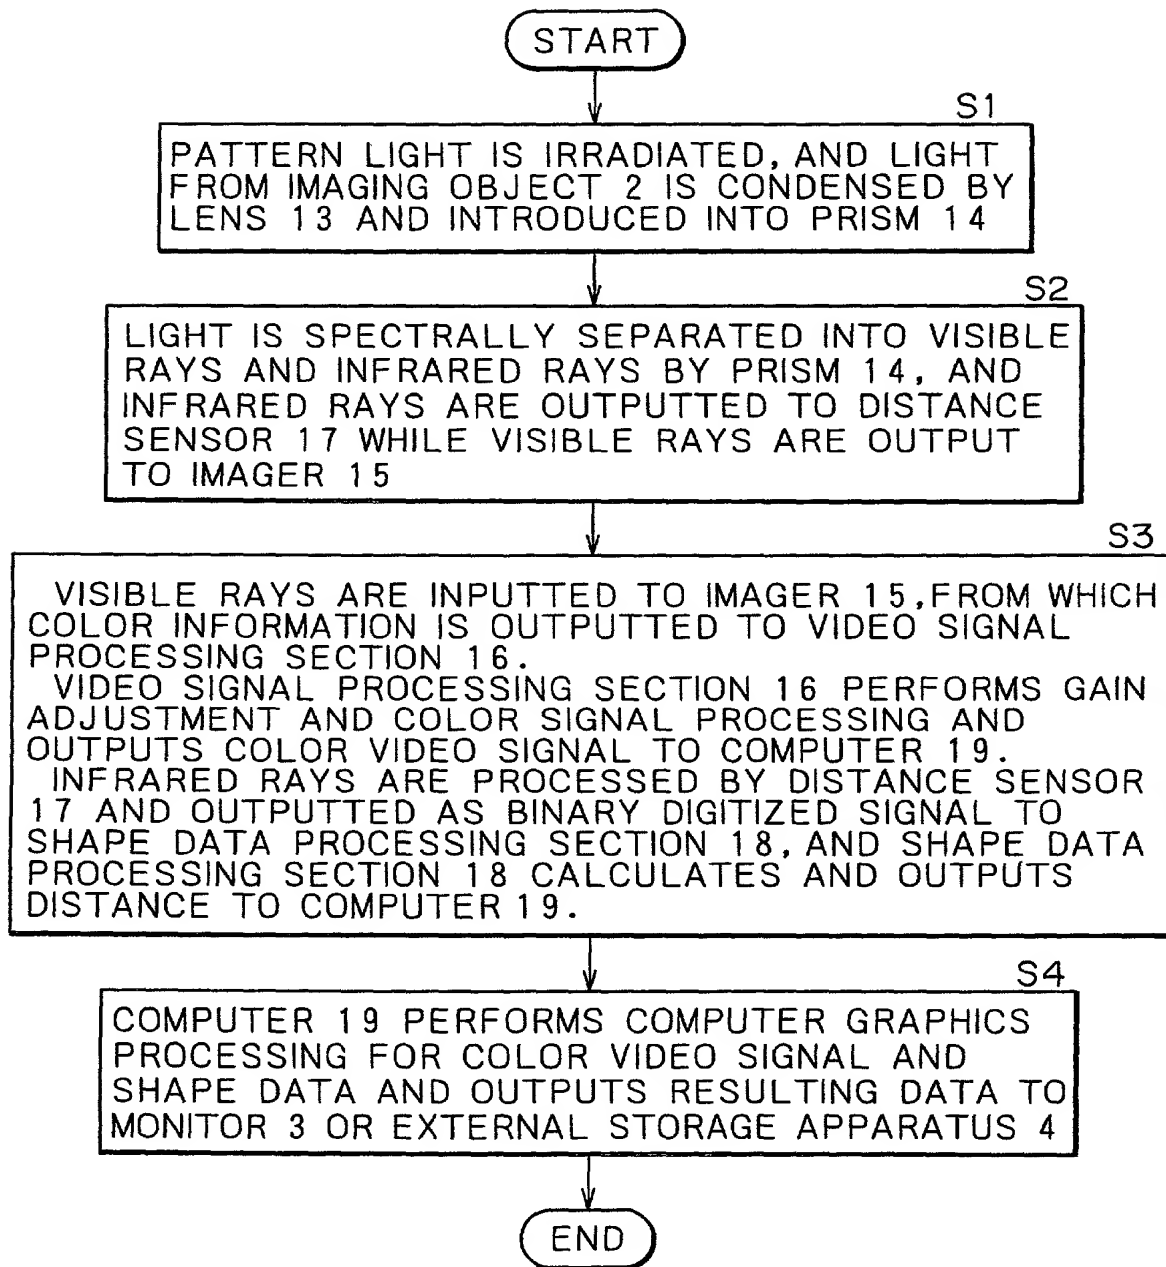 START
S1
PATTERN LIGHT IS IRRADIATED, AND LIGHT
FROM IMAGING OBJECT 2 IS CONDENSED BY
LENS 13 AND INTRODUCED INTO PRISM 14
S2
LIGHT IS SPECTRALLY SEPARATED INTO VISIBLE
RAYS AND INFRARED RAYS BY PRISM 14, AND
INFRARED RAYS ARE OUTPUTTED TO DISTANCE
SENSOR 17 WHILE VISIBLE RAYS ARE OUTPUT
TO IMAGER 15
S3
VISIBLE RAYS ARE INPUTTED TO IMAGER 15, FROM WHICH
COLOR INFORMATION IS OUTPUTTED TO VIDEO SIGNAL
PROCESSING SECTION 16.
VIDEO SIGNAL PROCESSING SECTION 16 PERFORMS GAIN
ADJUSTMENT AND COLOR SIGNAL PROCESSING AND
OUTPUTS COLOR VIDEO SIGNAL TO COMPUTER 19.
INFRARED RAYS ARE PROCESSED BY DISTANCE SENSOR
17 AND OUTPUTTED AS BINARY DIGITIZED SIGNAL TO
SHAPE DATA PROCESSING SECTION 18, AND SHAPE DATA
PROCESSING SECTION 18 CALCULATES AND OUTPUTS
DISTANCE TO COMPUTER 19.
S4
COMPUTER 19 PERFORMS COMPUTER GRAPHICS
PROCESSING FOR COLOR VIDEO SIGNAL AND
SHAPE DATA AND OUTPUTS RESULTING DATA TO
MONITOR 3 OR EXTERNAL STORAGE APPARATUS 4
END